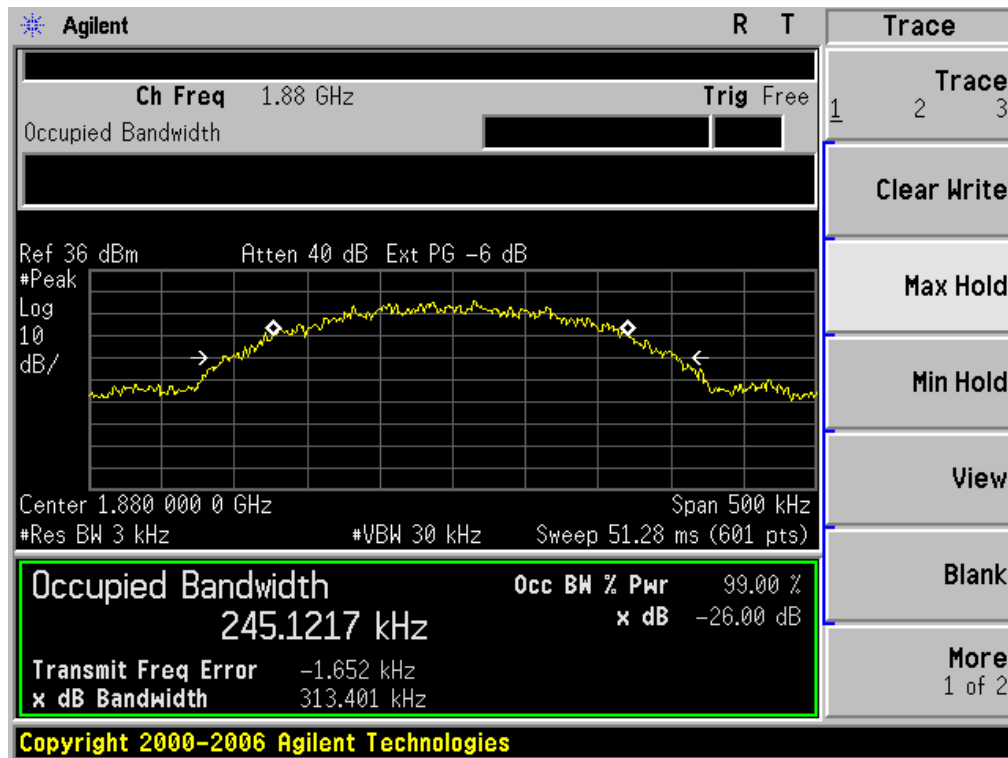 Agilent R T Trace
Ch Freq 1.88 GHz Trig Free
Occupied Bandwidth
Trace
1 2 3
Clear Write
Max Hold
Min Hold
View
Blank
More
1 of 2
Ref 36 dBm Atten 40 dB Ext PG -6 dB
#Peak
Log
10
dB/
Center 1.880 000 0 GHz Span 500 kHz
#Res BW 3 kHz #VBW 30 kHz Sweep 51.28 ms (601 pts)
Occupied Bandwidth Occ BW % Pwr 99.00 %
245.1217 kHz x dB -26.00 dB
Transmit Freq Error -1.652 kHz
x dB Bandwidth 313.401 kHz
Copyright 2000-2006 Agilent Technologies